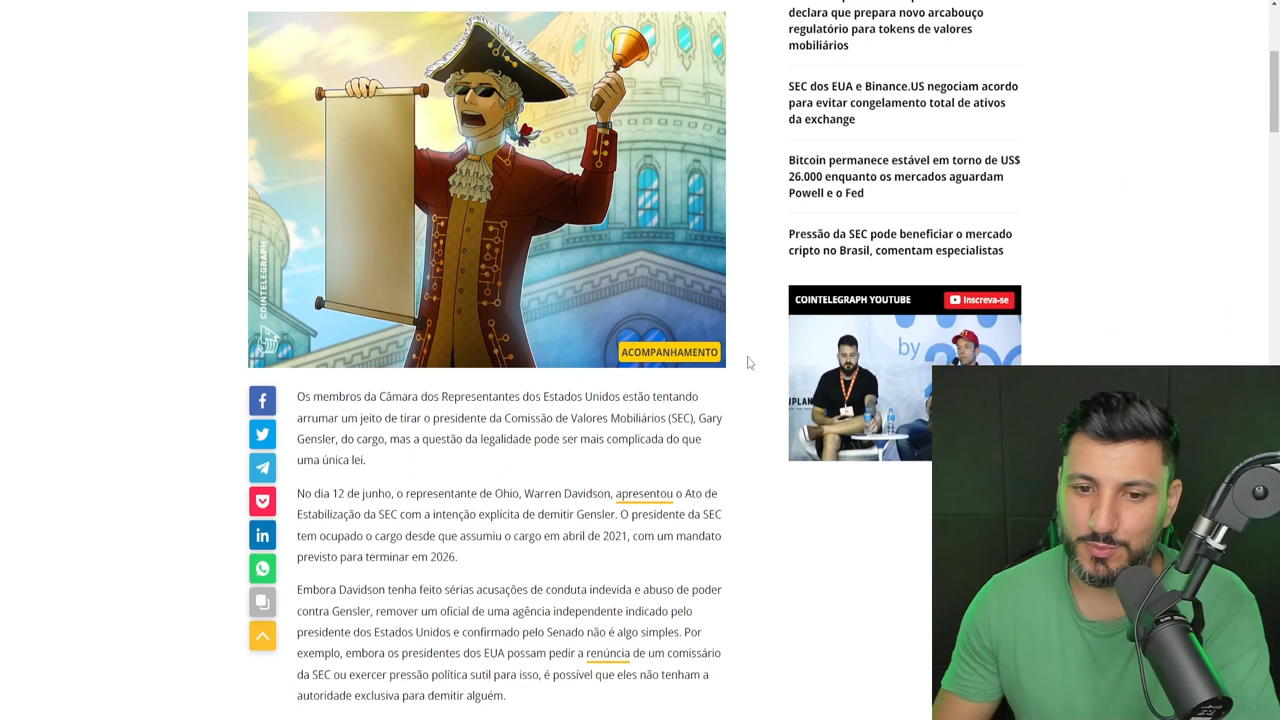 COINTELEGRAPH
ACOMPANHAMENTO
Os membros da Câmara dos Representantes dos Estados Unidos estão tentando
arrumar um jeito de tirar o presidente da Comissão de Valores Mobiliários (SEC), Gary
Gensler, do cargo, mas a questão da legalidade pode ser mais complicada do que
uma única lei.
No dia 12 de junho, o representante de Ohio, Warren Davidson, apresentou o Ato de
Estabilização da SEC com a intenção explícita de demitir Gensler. O presidente da SEC
tem ocupado o cargo desde que assumiu o cargo em abril de 2021, com um mandato
previsto para terminar em 2026.
Embora Davidson tenha feito sérias acusações de conduta indevida e abuso de poder
contra Gensler, remover um oficial de uma agência independente indicado pelo
presidente dos Estados Unidos e confirmado pelo Senado não é algo simples. Por
exemplo, embora os presidentes dos EUA possam pedir a renúncia de um comissário
da SEC ou exercer pressão política sutil para isso, é possível que eles não tenham a
autoridade exclusiva para demitir alguém.
declara que prepara novo arcabouço
regulatório para tokens de valores
mobiliários
SEC dos EUA e Binance.US negociam acordo
para evitar congelamento total de ativos
da exchange
Bitcoin permanece estável em torno de US$
26.000 enquanto os mercados aguardam
Powell e o Fed
Pressão da SEC pode beneficiar o mercado
cripto no Brasil, comentam especialistas
COINTELEGRAPH YOUTUBE
Inscreva-se
by